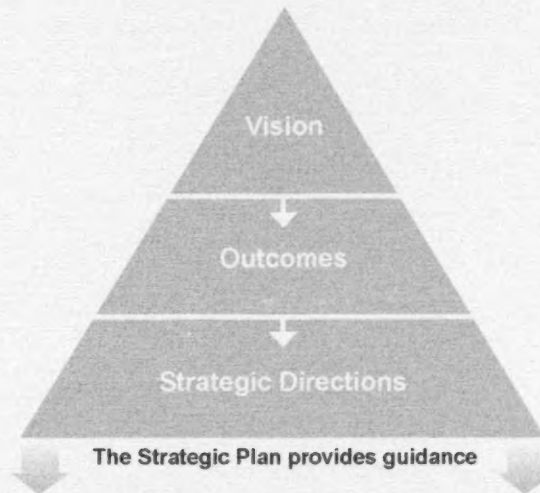 Vision
Outcomes
Strategic Directions
The Strategic Plan provides guidance